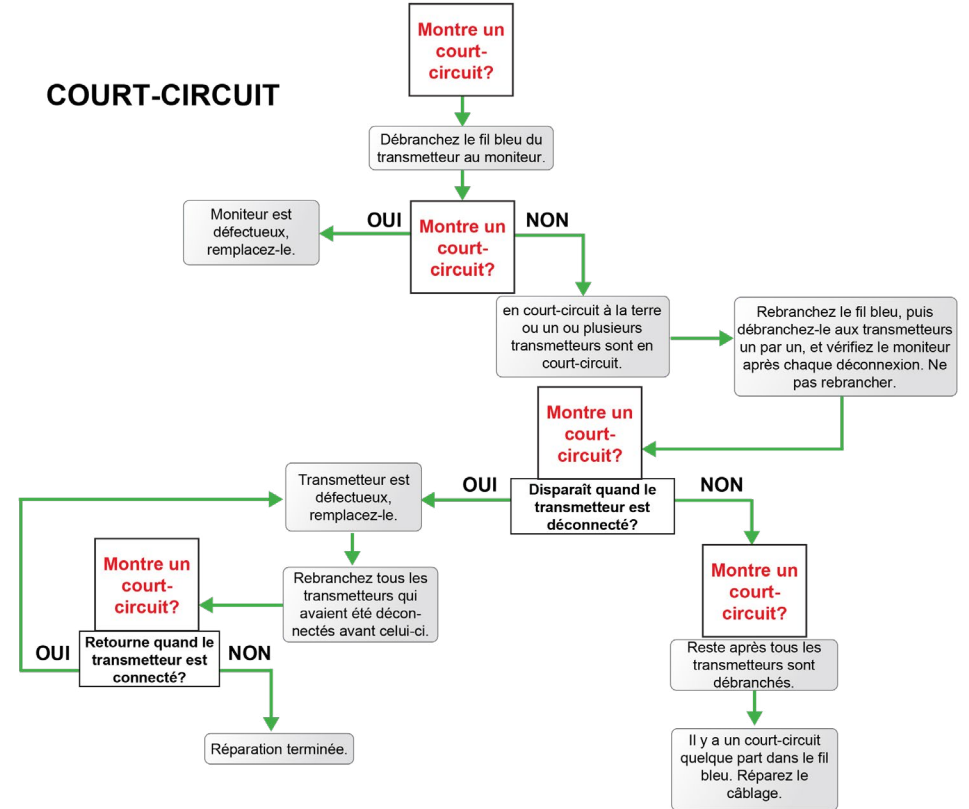 COURT-CIRCUIT
Montre un
court-
circuit?
Débranchez le fil bleu du
transmetteur au moniteur.
OUI
NON
Montre un
court-
circuit?
Moniteur est
défectueux,
remplacez-le.
en court-circuit à la terre
ou un ou plusieurs
transmetteurs sont en
court-circuit.
Rebranchez le fil bleu, puis
débranchez-le aux transmetteurs
un par un, et vérifiez le moniteur
après chaque déconnexion. Ne
pas rebrancher.
Montre un
court-
circuit?
Disparaît quand le
transmetteur est
déconnecté?
OUI
NON
Transmetteur est
défectueux,
remplacez-le.
Rebranchez tous les
transmetteurs qui
avaient été décon-
nectés avant celui-ci.
Montre un
court-
circuit?
Retourne quand le
transmetteur est
connecté?
OUI
NON
Réparation terminée.
Montre un
court-
circuit?
Reste après tous les
transmetteurs sont
débranchés.
Il y a un court-circuit
quelque part dans le fil
bleu. Réparez le
câblage.